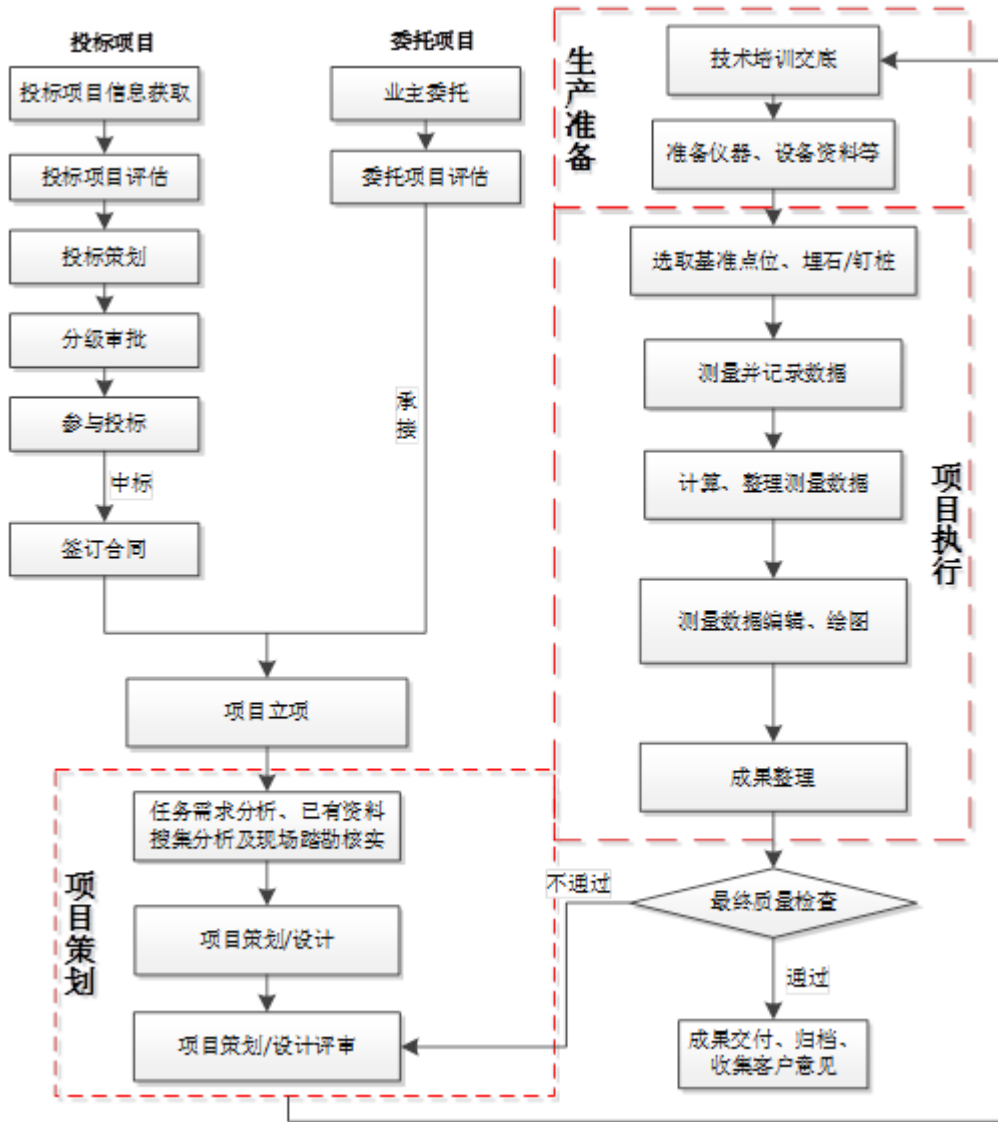 投标项目
投标项目信息获取
投标项目评估
投标策划
分级审批
参与投标
中标
签订合同
委托项目
业主委托
委托项目评估
承
接
项目立项
项目策划
任务需求分析、已有资料
搜集分析及现场踏勘核实
项目策划/设计
项目策划/设计评审
生产准备
技术培训交底
准备仪器、设备资料等
项目执行
选取基准点位、埋石/钉桩
测量并记录数据
计算、整理测量数据
测量数据编辑、绘图
成果整理
最终质量检查
不通过
通过
成果交付、归档、
收集客户意见